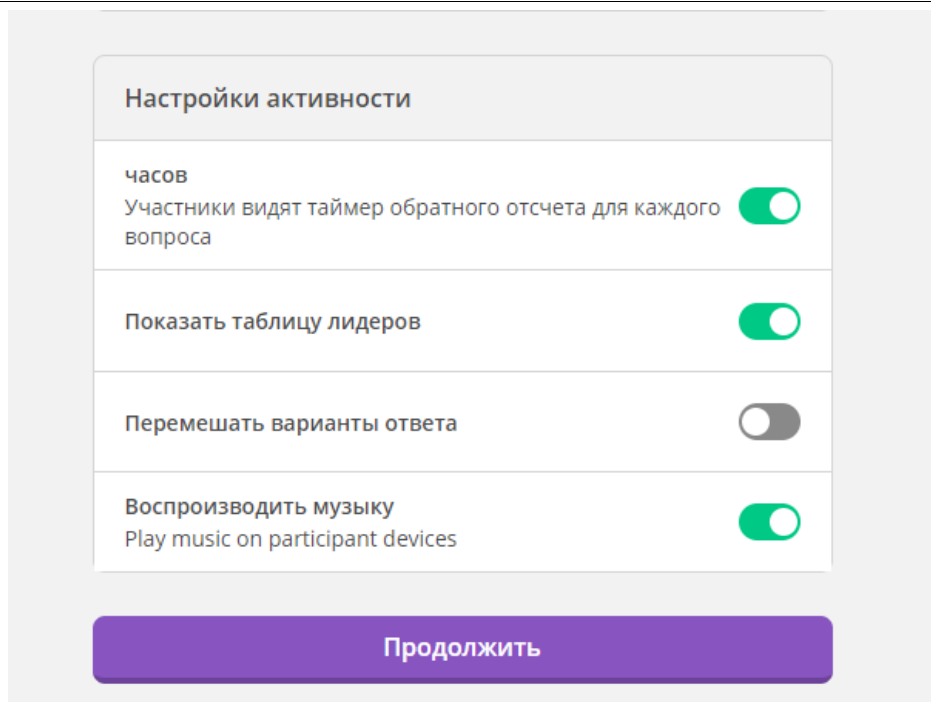 Настройки активности
часов
Участники видят таймер обратного отсчета для каждого
вопроса
Показать таблицу лидеров
Перемешать варианты ответа
Воспроизводить музыку
Play music on participant devices
Продолжить